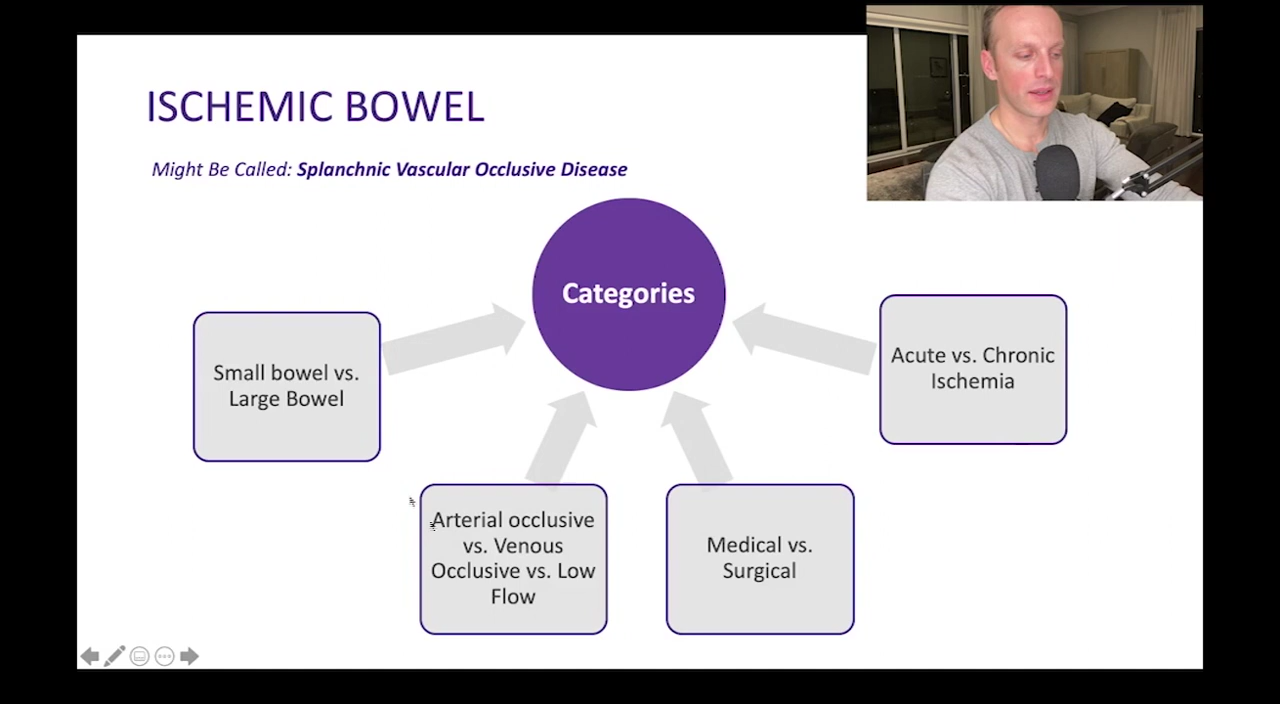 ISCHEMIC BOWEL
Might Be Called: Splanchnic Vascular Occlusive Disease
Categories
Small bowel vs.
Large Bowel
Arterial occlusive
vs. Venous
Occlusive vs. Low
Flow
Medical vs.
Surgical
Acute vs. Chronic
Ischemia